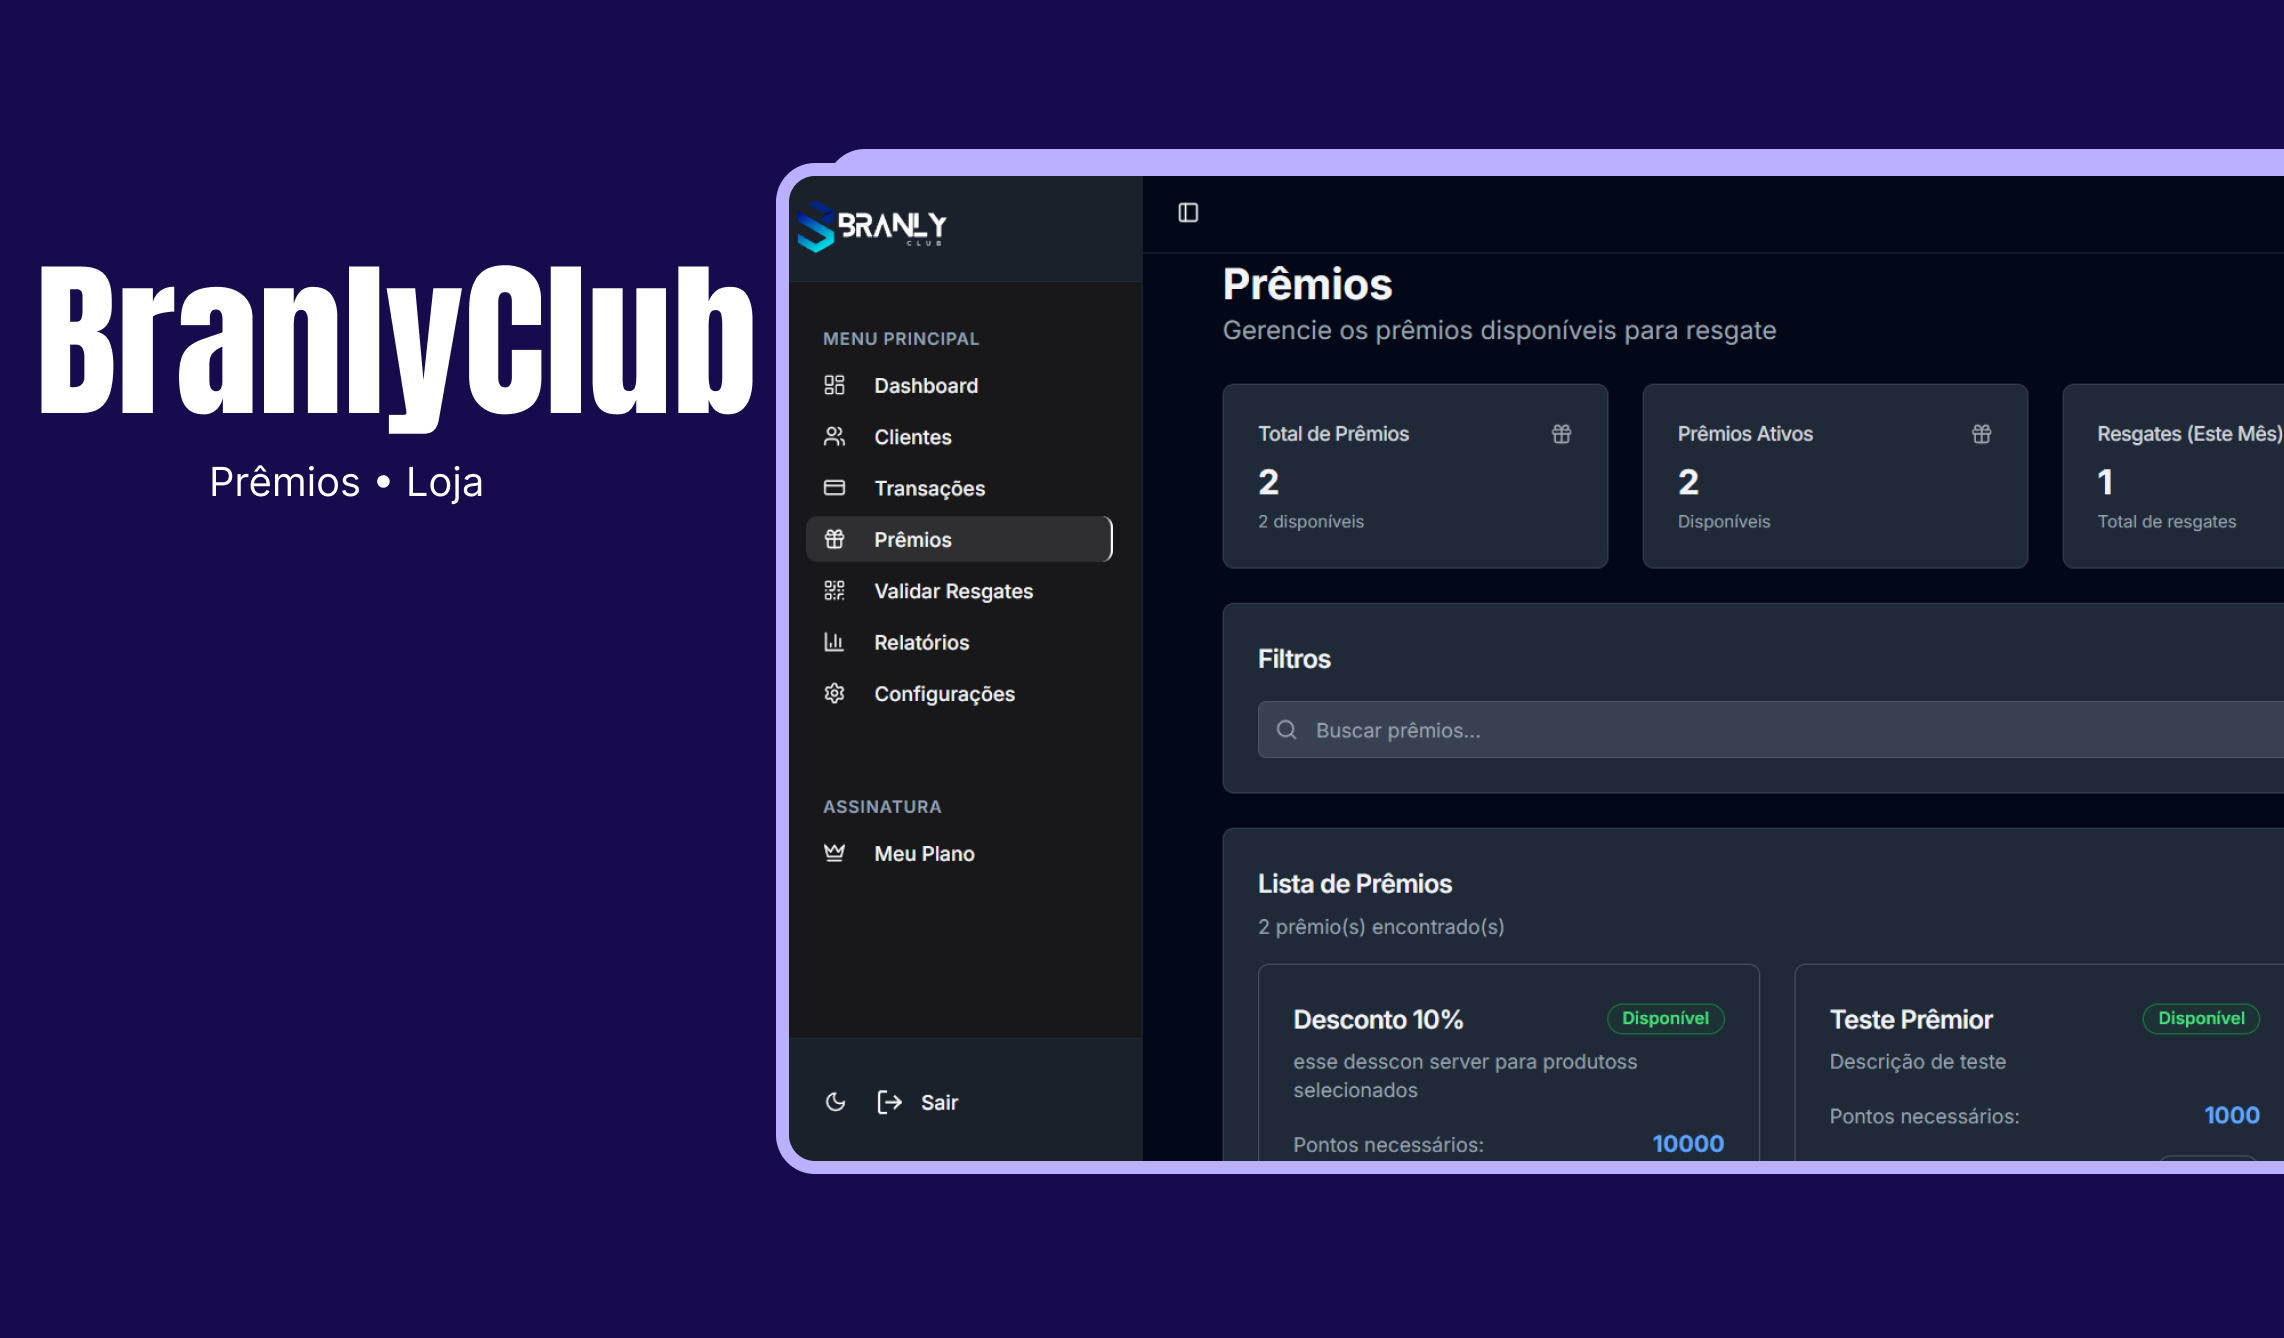 BranlyClub
Prêmios • Loja
BRANLY
CLUB
MENU PRINCIPAL
Dashboard
Clientes
Transações
Prêmios
Validar Resgates
Relatórios
Configurações
ASSINATURA
Meu Plano
Sair
Prêmios
Gerencie os prêmios disponíveis para resgate
Total de Prêmios
2
2 disponíveis
Prêmios Ativos
2
Disponíveis
Resgates (Este Mês)
1
Total de resgates
Filtros
Buscar prêmios...
Lista de Prêmios
2 prêmio(s) encontrado(s)
Desconto 10%
Disponível
esse desscon server para produtoss
selecionados
Pontos necessários:
10000
Teste Prêmior
Disponível
Descrição de teste
Pontos necessários:
1000